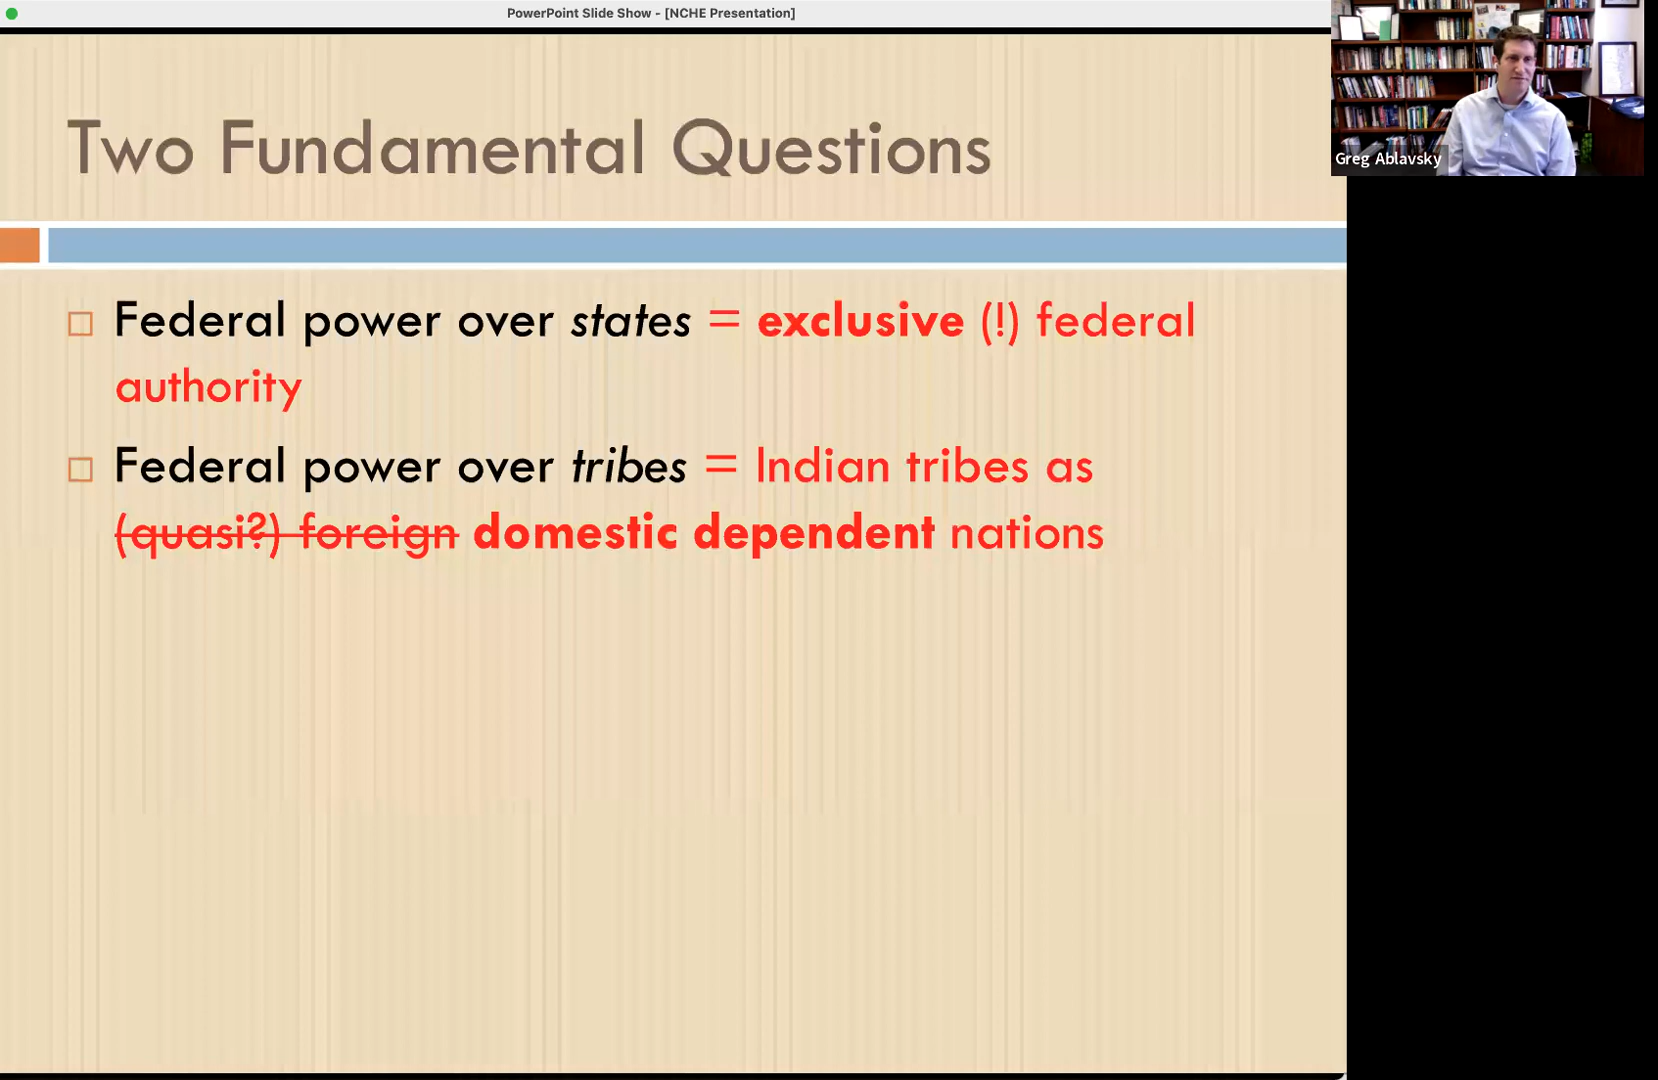 PowerPoint Slide Show - [NCHE Presentation]
Greg Ablavsky
Two Fundamental Questions
Federal power over states = exclusive (!) federal
authority
Federal power over tribes = Indian tribes as
(quasi?) foreign domestic dependent nations